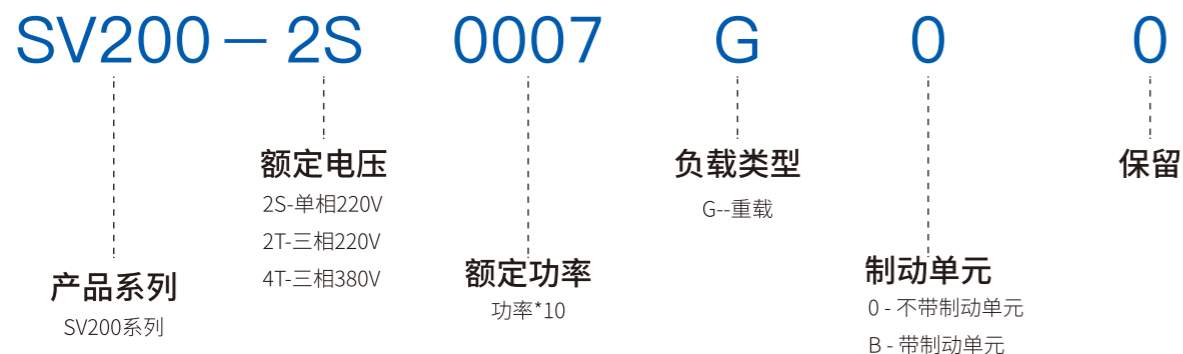 SV200－2S 0007 G 0 0
额定电压
2S-单相220V
2T-三相220V
4T-三相380V
负载类型
G--重载
保留
产品系列
SV200系列
额定功率
功率*10
制动单元
0 - 不带制动单元
B - 带制动单元